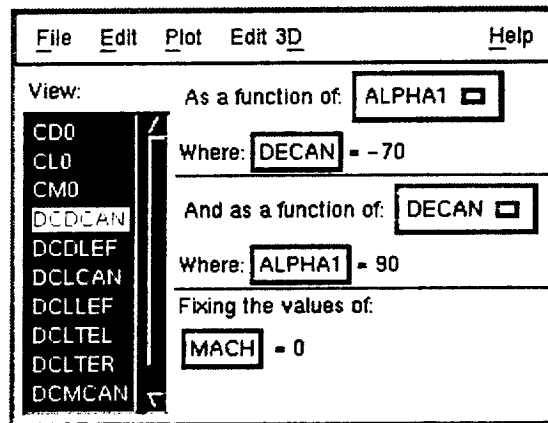 File Edit Plot Edit 3D Help
View:
CD0
CL0
CM0
DCDCAN
DCDLEF
DCLCAN
DCLLEF
DCLTEL
DCLTER
DCMCAN
As a function of: ALPHA1
Where: DECAN = -70
And as a function of: DECAN
Where: ALPHA1 = 90
Fixing the values of:
MACH = 0